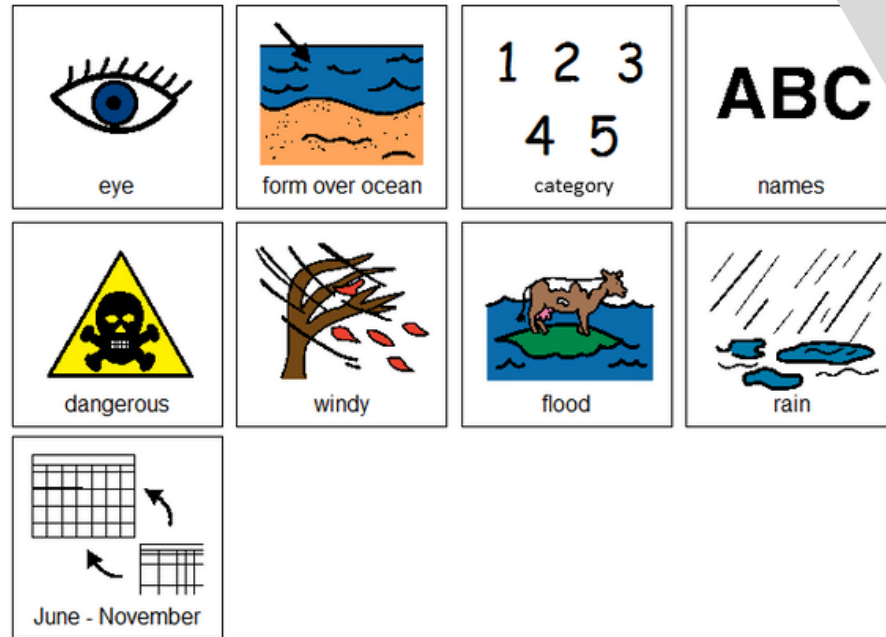 eye
form over ocean
1 2 3
4 5
category
ABC
names
dangerous
windy
flood
rain
June - November